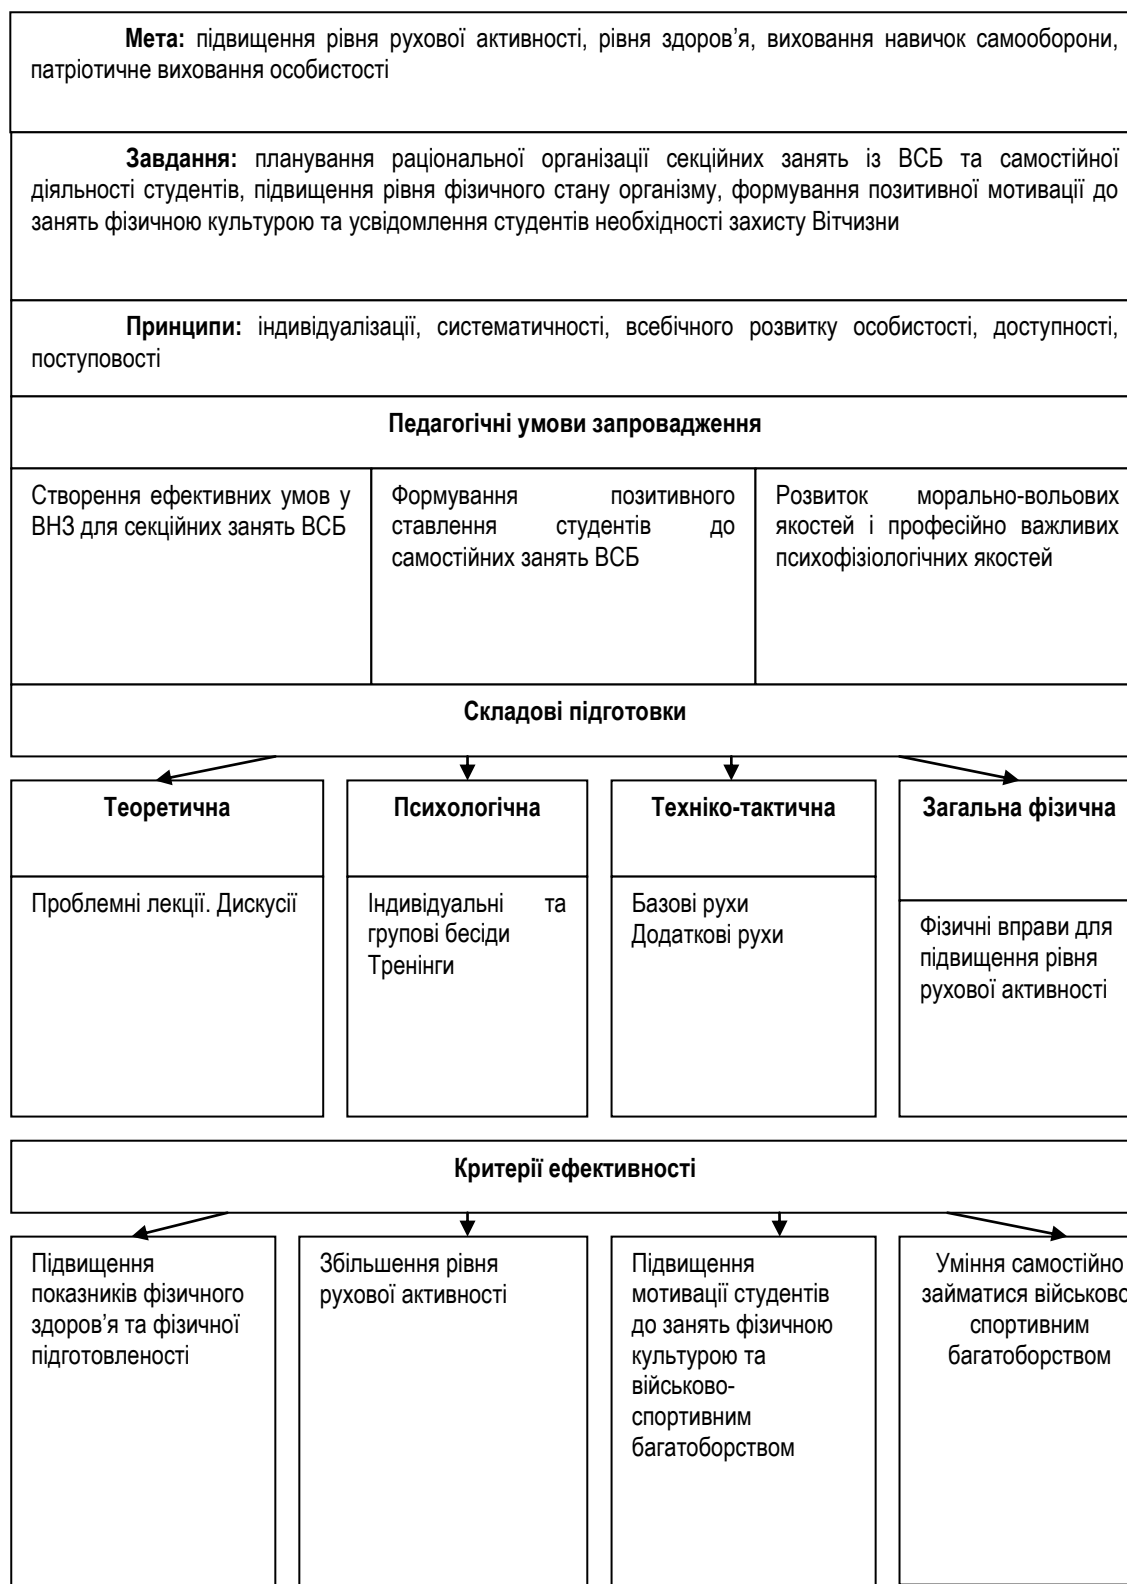 Мета: підвищення рівня рухової активності, рівня здоров’я, виховання навичок самооборони,
патріотичне виховання особистості
Завдання: планування раціональної організації секційних занять із ВСБ та самостійної
діяльності студентів, підвищення рівня фізичного стану організму, формування позитивної мотивації до
занять фізичною культурою та усвідомлення студентів необхідності захисту Вітчизни
Принципи: індивідуалізації, систематичності, всебічного розвитку особистості, доступності,
поступовості
Педагогічні умови запровадження
Створення ефективних умов у
ВНЗ для секційних занять ВСБ
Формування позитивного
ставлення студентів до
самостійних занять ВСБ
Розвиток морально-вольових
якостей і професійно важливих
психофізіологічних якостей
Складові підготовки
Теоретична
Проблемні лекції. Дискусії
Психологічна
Індивідуальні та
групові бесіди
Тренінги
Техніко-тактична
Базові рухи
Додаткові рухи
Загальна фізична
Фізичні вправи для
підвищення рівня
рухової активності
Критерії ефективності
Підвищення
показників фізичного
здоров’я та фізичної
підготовленості
Збільшення рівня
рухової активності
Підвищення
мотивації студентів
до занять фізичною
культурою та
військово-
спортивним
багатоборством
Уміння самостійно
займатися військово
спортивним
багатоборством